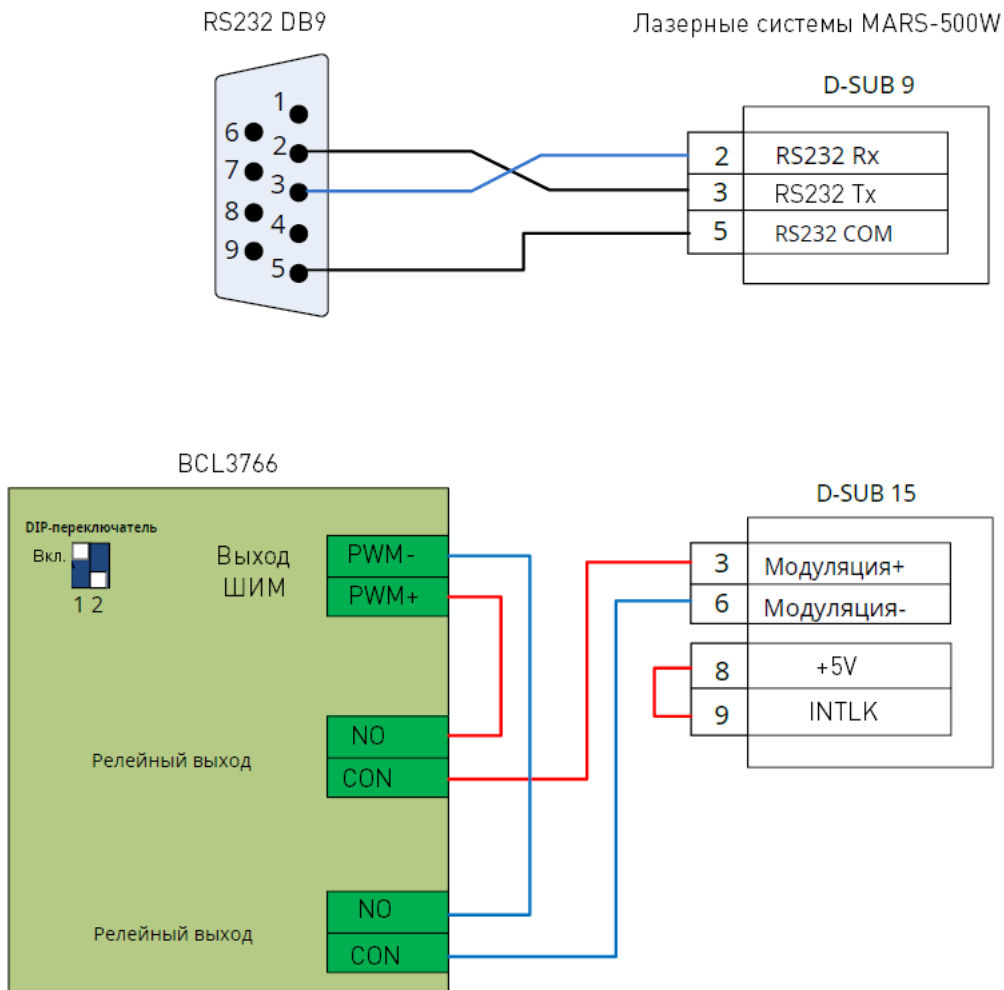 RS232 DB9
Лазерные системы MARS-500W
D-SUB 9
1
6
2
7
3
8
4
9
5
2 RS232 Rx
3 RS232 Tx
5 RS232 COM
BCL3766
D-SUB 15
DIP-переключатель
Вкл.
1 2
Выход
ШИМ
PWM-
PWM+
3 Модуляция+
6 Модуляция-
8 +5V
9 INTLK
Релейный выход
NO
CON
Релейный выход
NO
CON